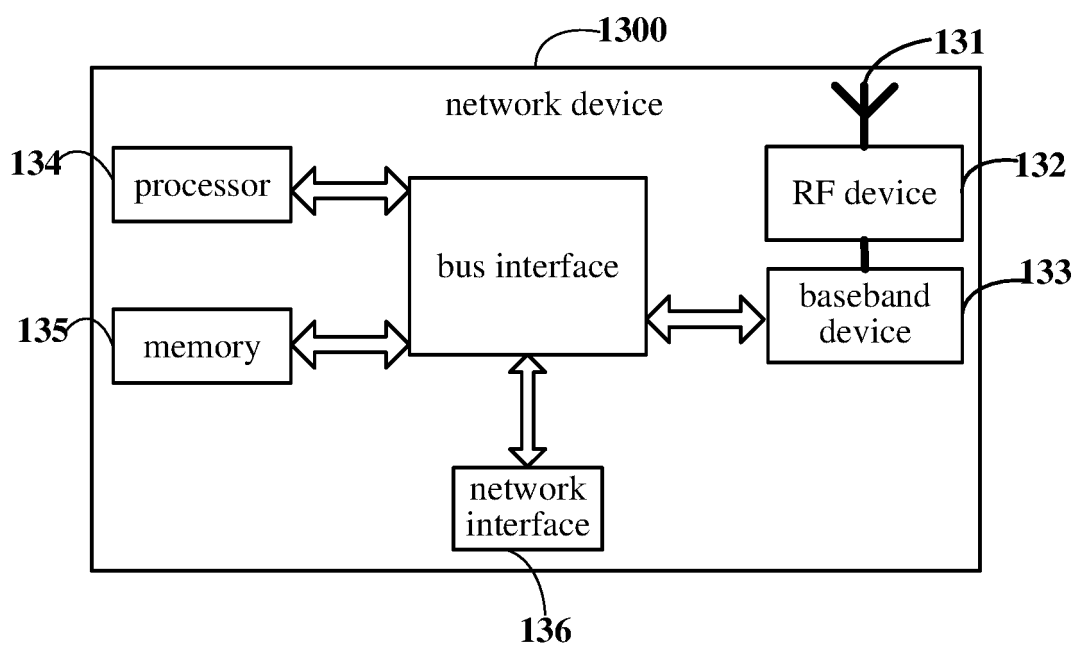 1300
131
network device
134
processor
132
RF device
bus interface
133
baseband
device
135
memory
network
interface
136